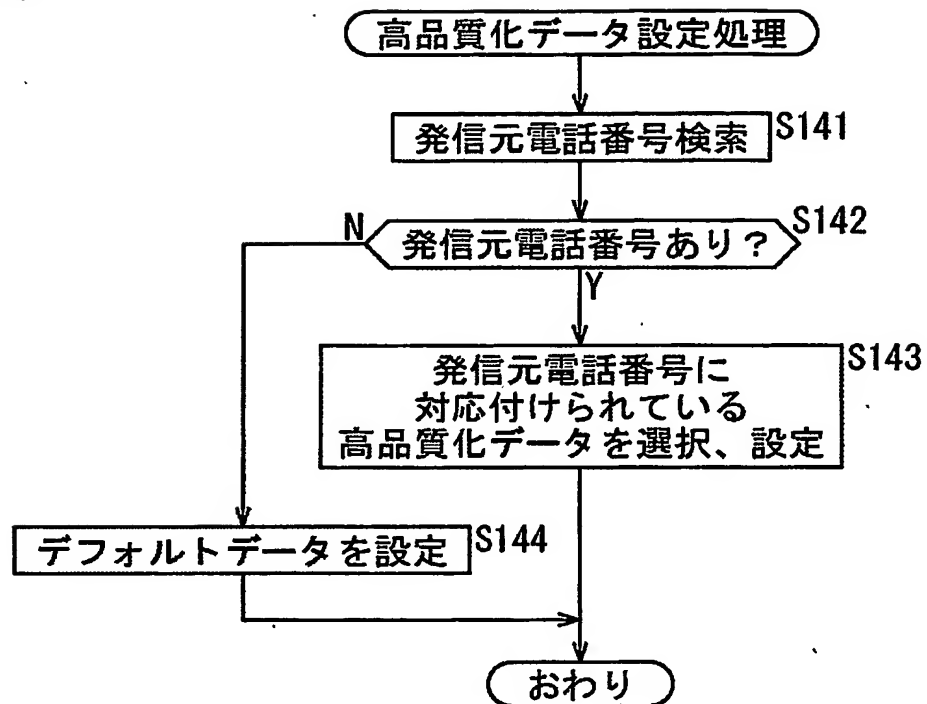 高品質化データ設定処理
発信元電話番号検索
S141
N
発信元電話番号あり？
S142
Y
発信元電話番号に
対応付けられている
高品質化データを選択、設定
S143
デフォルトデータを設定
S144
おわり